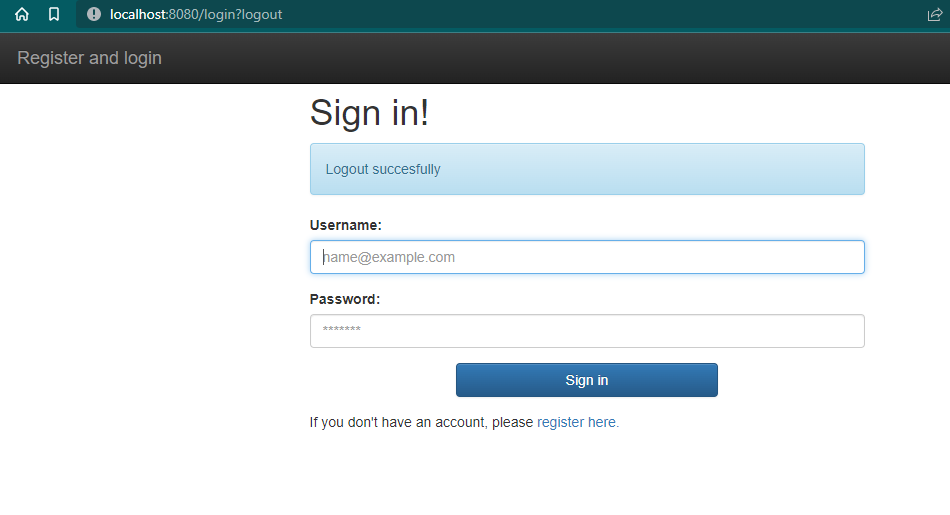 localhost:8080/login?logout
Register and login
Sign in!
Logout succesfully
Username:
name@example.com
Password:
*******
Sign in
If you don't have an account, please register here.